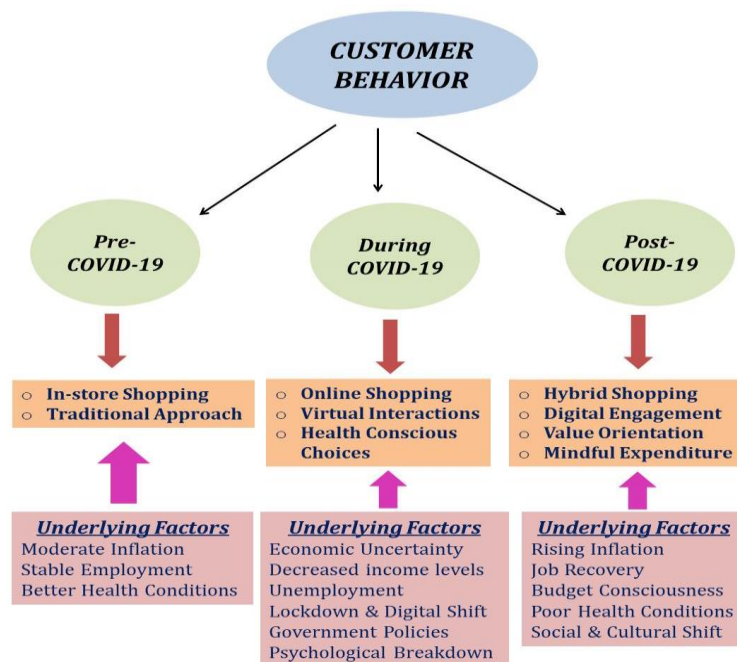 CUSTOMER
BEHAVIOR
Pre-
COVID-19
During
COVID-19
Post-
COVID-19
o In-store Shopping
o Traditional Approach
o Online Shopping
o Virtual Interactions
o Health Conscious
Choices
o Hybrid Shopping
o Digital Engagement
o Value Orientation
o Mindful Expenditure
Underlying Factors
Moderate Inflation
Stable Employment
Better Health Conditions
Underlying Factors
Economic Uncertainty
Decreased income levels
Unemployment
Lockdown & Digital Shift
Government Policies
Psychological Breakdown
Underlying Factors
Rising Inflation
Job Recovery
Budget Consciousness
Poor Health Conditions
Social & Cultural Shift